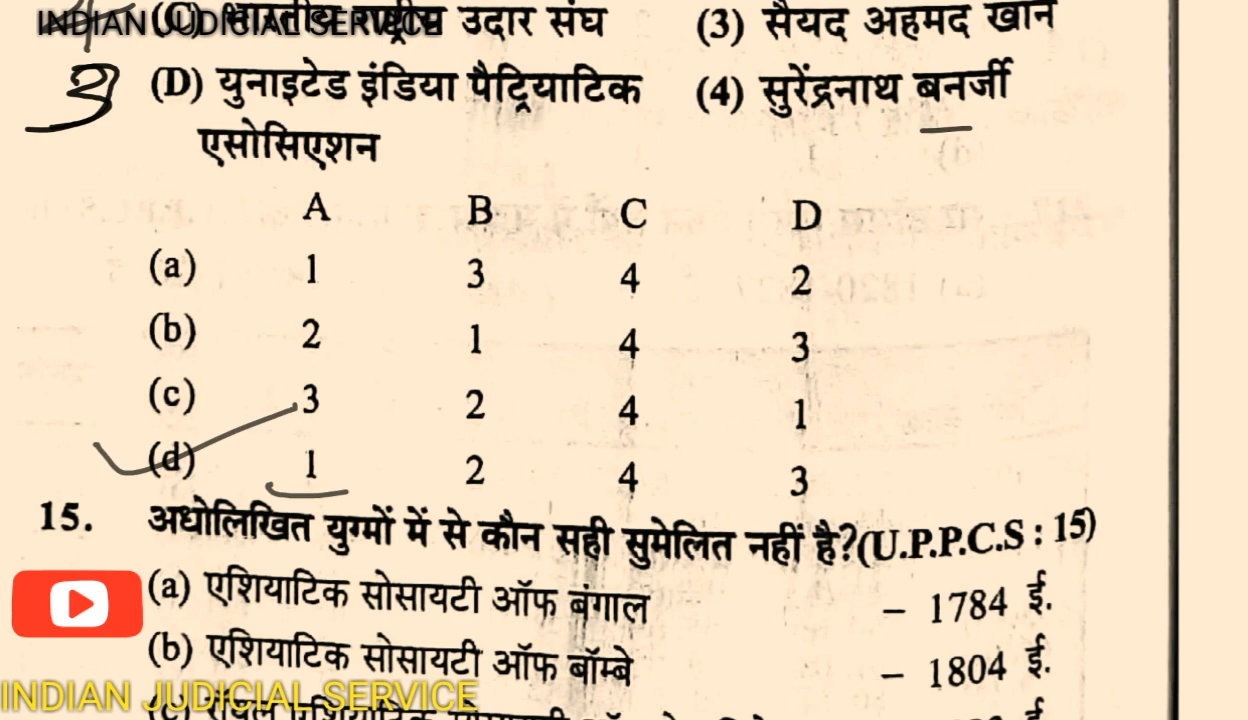 INDIAN JUDICIAL SERVICE
(C) भारतीय राष्ट्रीय उदार संघ (3) सैयद अहमद खान
(D) युनाइटेड इंडिया पैट्रियाटिक (4) सुरेंद्रनाथ बनर्जी
एसोसिएशन
A B C D
(a) 1 3 4 2
(b) 2 1 4 3
(c) 3 2 4 1
(d) 1 2 4 3
15. अधोलिखित युग्मों में से कौन सही सुमेलित नहीं है?(U.P.P.C.S : 15)
(a) एशियाटिक सोसायटी ऑफ बंगाल – 1784 ई.
(b) एशियाटिक सोसायटी ऑफ बॉम्बे – 1804 ई.
INDIAN JUDICIAL SERVICE